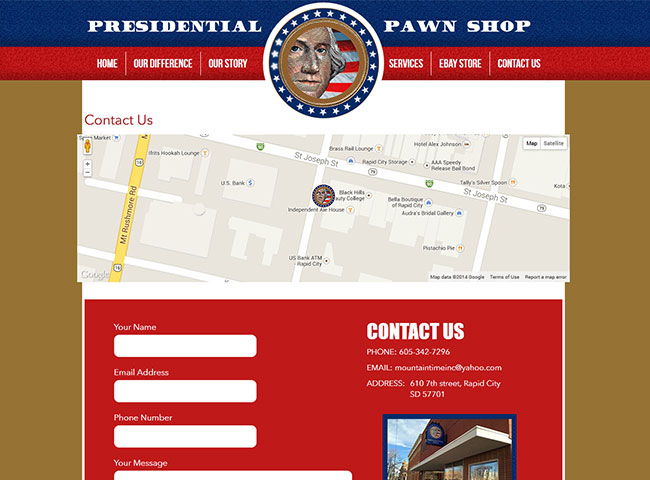 PRESIDENTIAL PAWN SHOP
HOME OUR DIFFERENCE OUR STORY SERVICES EBAY STORE CONTACT US
Contact Us
Market
Brass Rail Lounge
Hotel Alex Johnson
Map Satellite
Hookah Lounge
St Joseph St
Rapid City Storage
AAA Speedy
Release Bail Bond
U.S. Bank
Tally's Silver Spoon
Kota
Black Hills
Beauty College
St Joseph St
79
Bella Boutique
of Rapid City
Independent Ale House
Audra's Bridal Gallery
Mt Rushmore Rd
16
Pistachio Pie
US Bank ATM
Rapid City
Google
Map data ©2014 Google Terms of Use Report a map error
Your Name
Email Address
Phone Number
Your Message
CONTACT US
PHONE: 605-342-7296
EMAIL: mountaintimeinc@yahoo.com
ADDRESS: 610 7th street, Rapid City
SD 57701